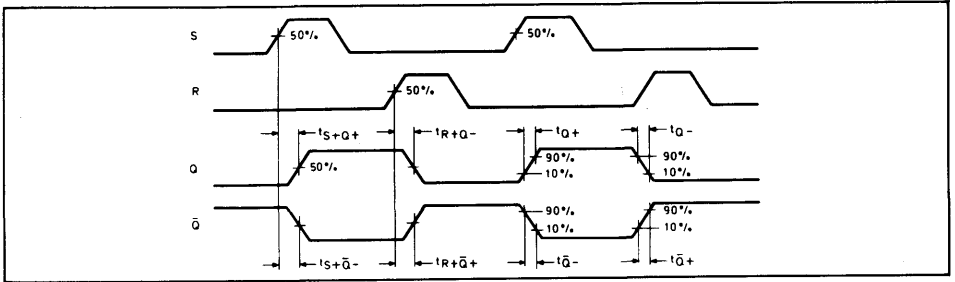 S
50%
50%
R
50%
tS+Q+
tR+Q-
tQ+
tQ-
Q
50%
90%
10%
90%
10%
Q̄
90%
10%
90%
10%
tS+Q̄-
tR+Q̄+
tQ̄-
tQ̄+